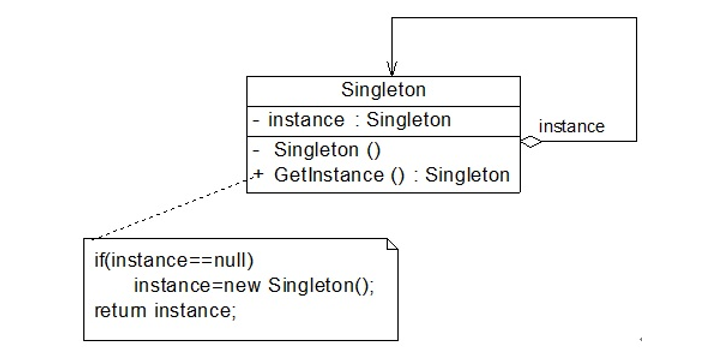 Singleton
- instance : Singleton
instance
- Singleton ()
+ GetInstance () : Singleton
if(instance==null)
instance=new Singleton();
return instance;